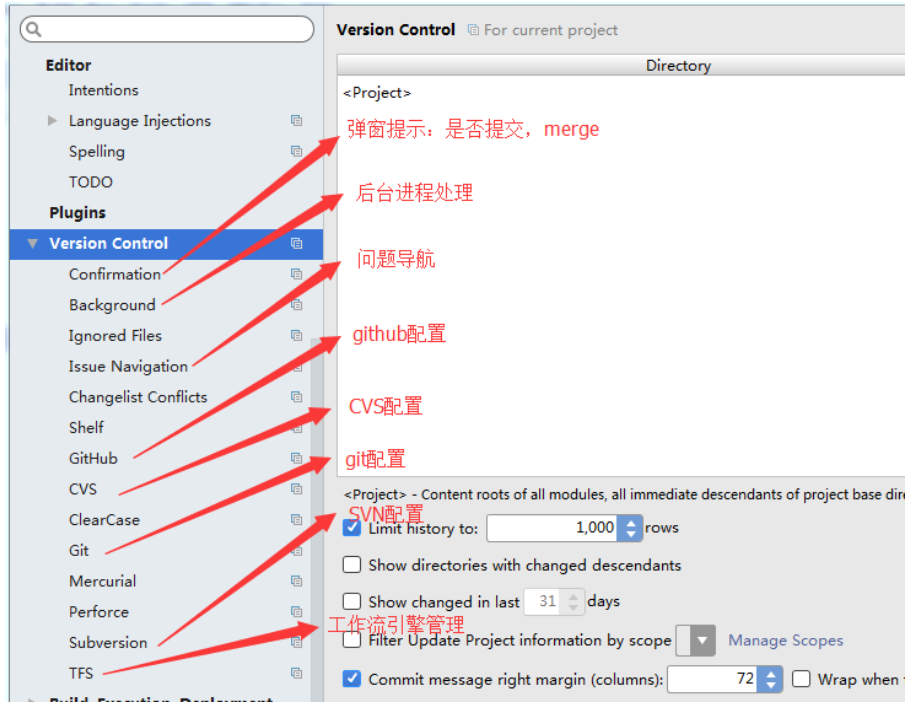 Editor
Intentions
Language Injections
Spelling
TODO
Plugins
Version Control
Confirmation
Background
Ignored Files
Issue Navigation
Changelist Conflicts
Shelf
GitHub
CVS
ClearCase
Git
Mercurial
Perforce
Subversion
TFS
Version Control For current project
Directory
<Project>
弹窗提示：是否提交，merge
后台进程处理
问题导航
github配置
CVS配置
git配置
<Project> - Content roots of all modules, all immediate descendants of project base dire
SVN配置
Limit history to: 1,000 rows
Show directories with changed descendants
Show changed in last 31 days
工作流引擎管理
Filter Update Project information by scope Manage Scopes
Commit message right margin (columns): 72 Wrap when